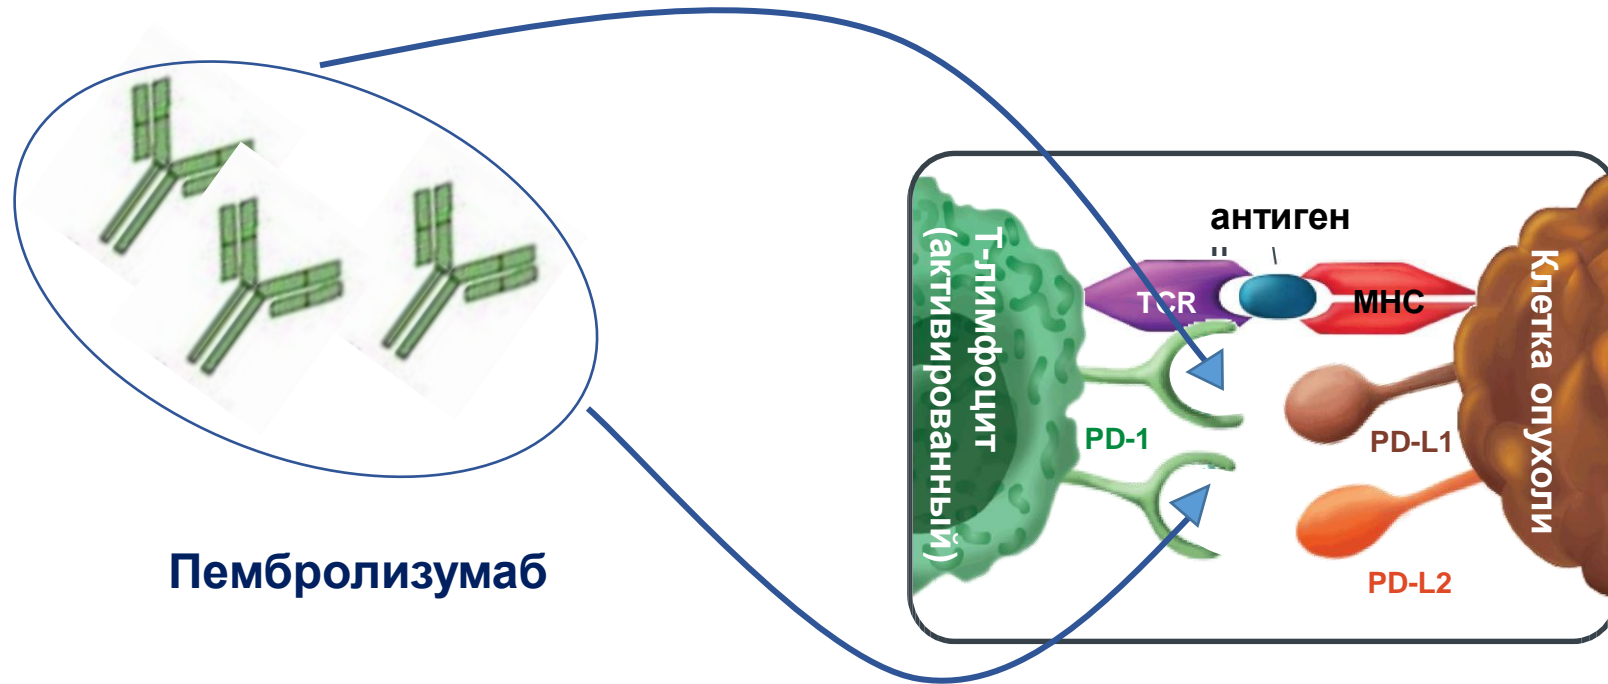 Пембролизумаб
антиген
Т-лимфоцит
(активированный)
TCR
MHC
Клетка опухоли
PD-1
PD-L1
PD-L2